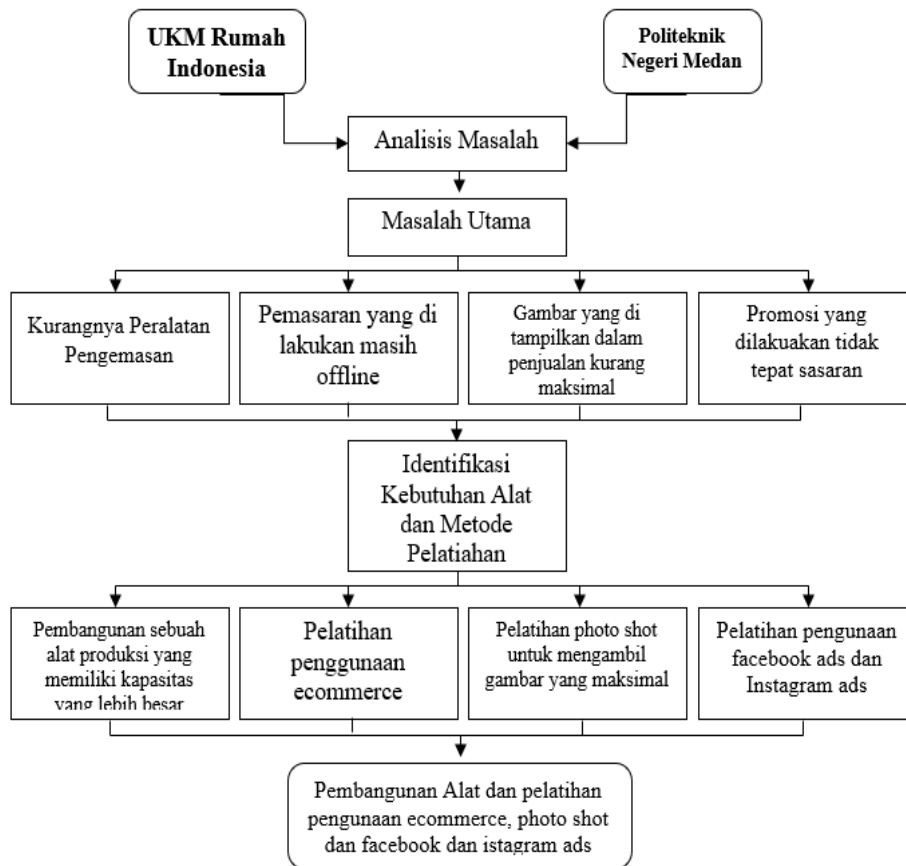 UKM Rumah
Indonesia
Politeknik
Negeri Medan
Analisis Masalah
Masalah Utama
Kurangnya Peralatan
Pengemasan
Pemasaran yang di
lakukan masih
offline
Gambar yang di
tampilkan dalam
penjualan kurang
maksimal
Promosi yang
dilakuakan tidak
tepat sasaran
Identifikasi
Kebutuhan Alat
dan Metode
Pelatiahan
Pembangunan sebuah
alat produksi yang
memiliki kapasitas
yang lebih besar
Pelatihan
penggunaan
ecommerce
Pelatihan photo shot
untuk mengambil
gambar yang maksimal
Pelatihan pengunaan
facebook ads dan
Instagram ads
Pembangunan Alat dan pelatihan
pengunaan ecommerce, photo shot
dan facebook dan istagram ads